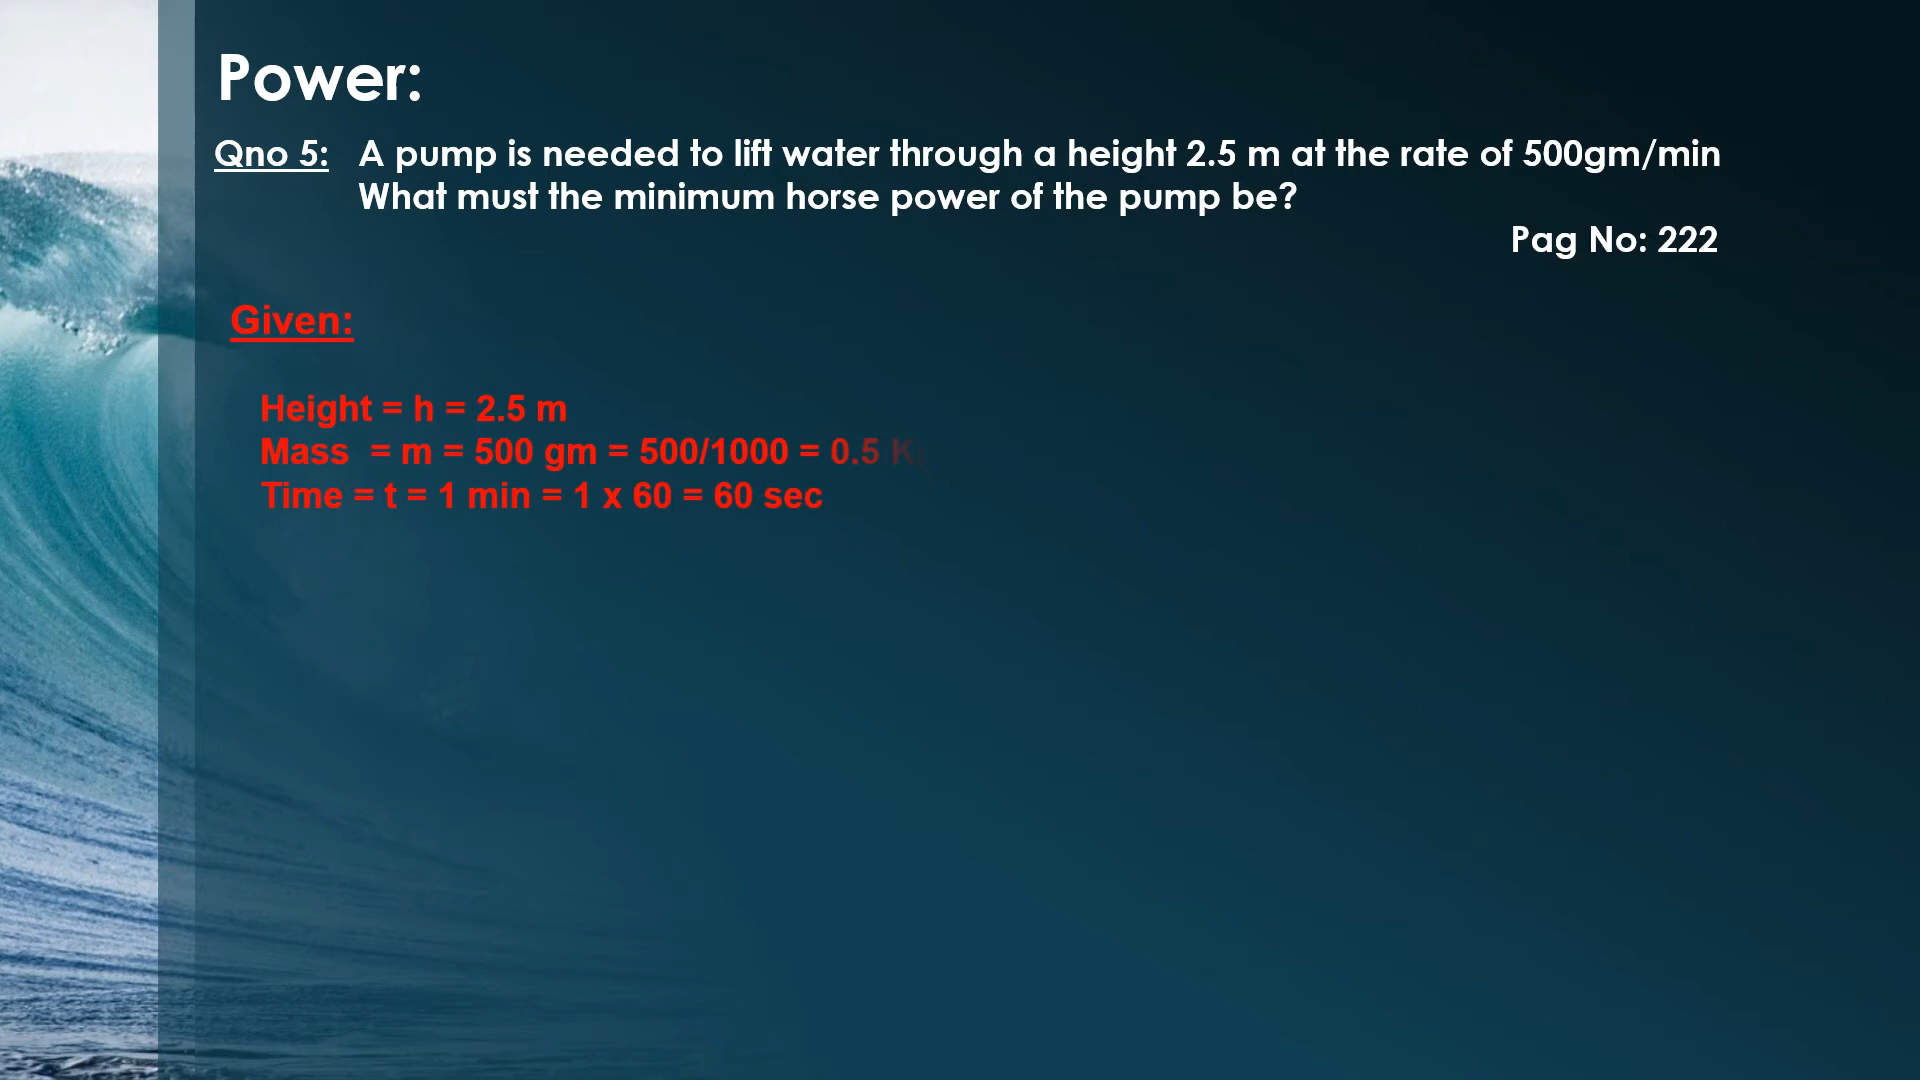 Power:
Qno 5: A pump is needed to lift water through a height 2.5 m at the rate of 500gm/min
What must the minimum horse power of the pump be?
Pag No: 222
Given:
Height = h = 2.5 m
Mass = m = 500 gm = 500/1000 = 0.5
Time = t = 1 min = 1 x 60 = 60 sec